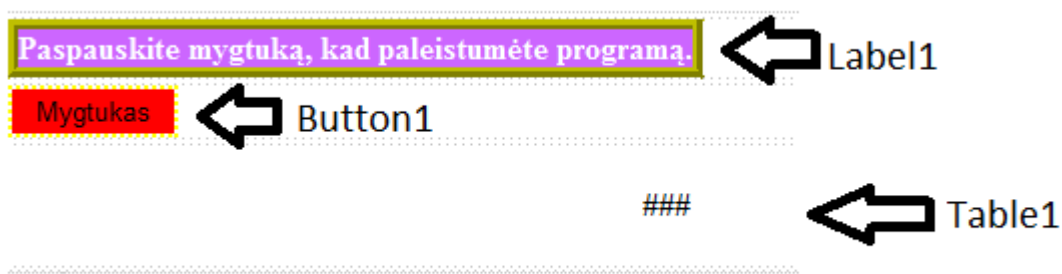 Paspauskite mygtuką, kad paleistumėte programą.
Label1
Mygtukas
Button1
###
Table1